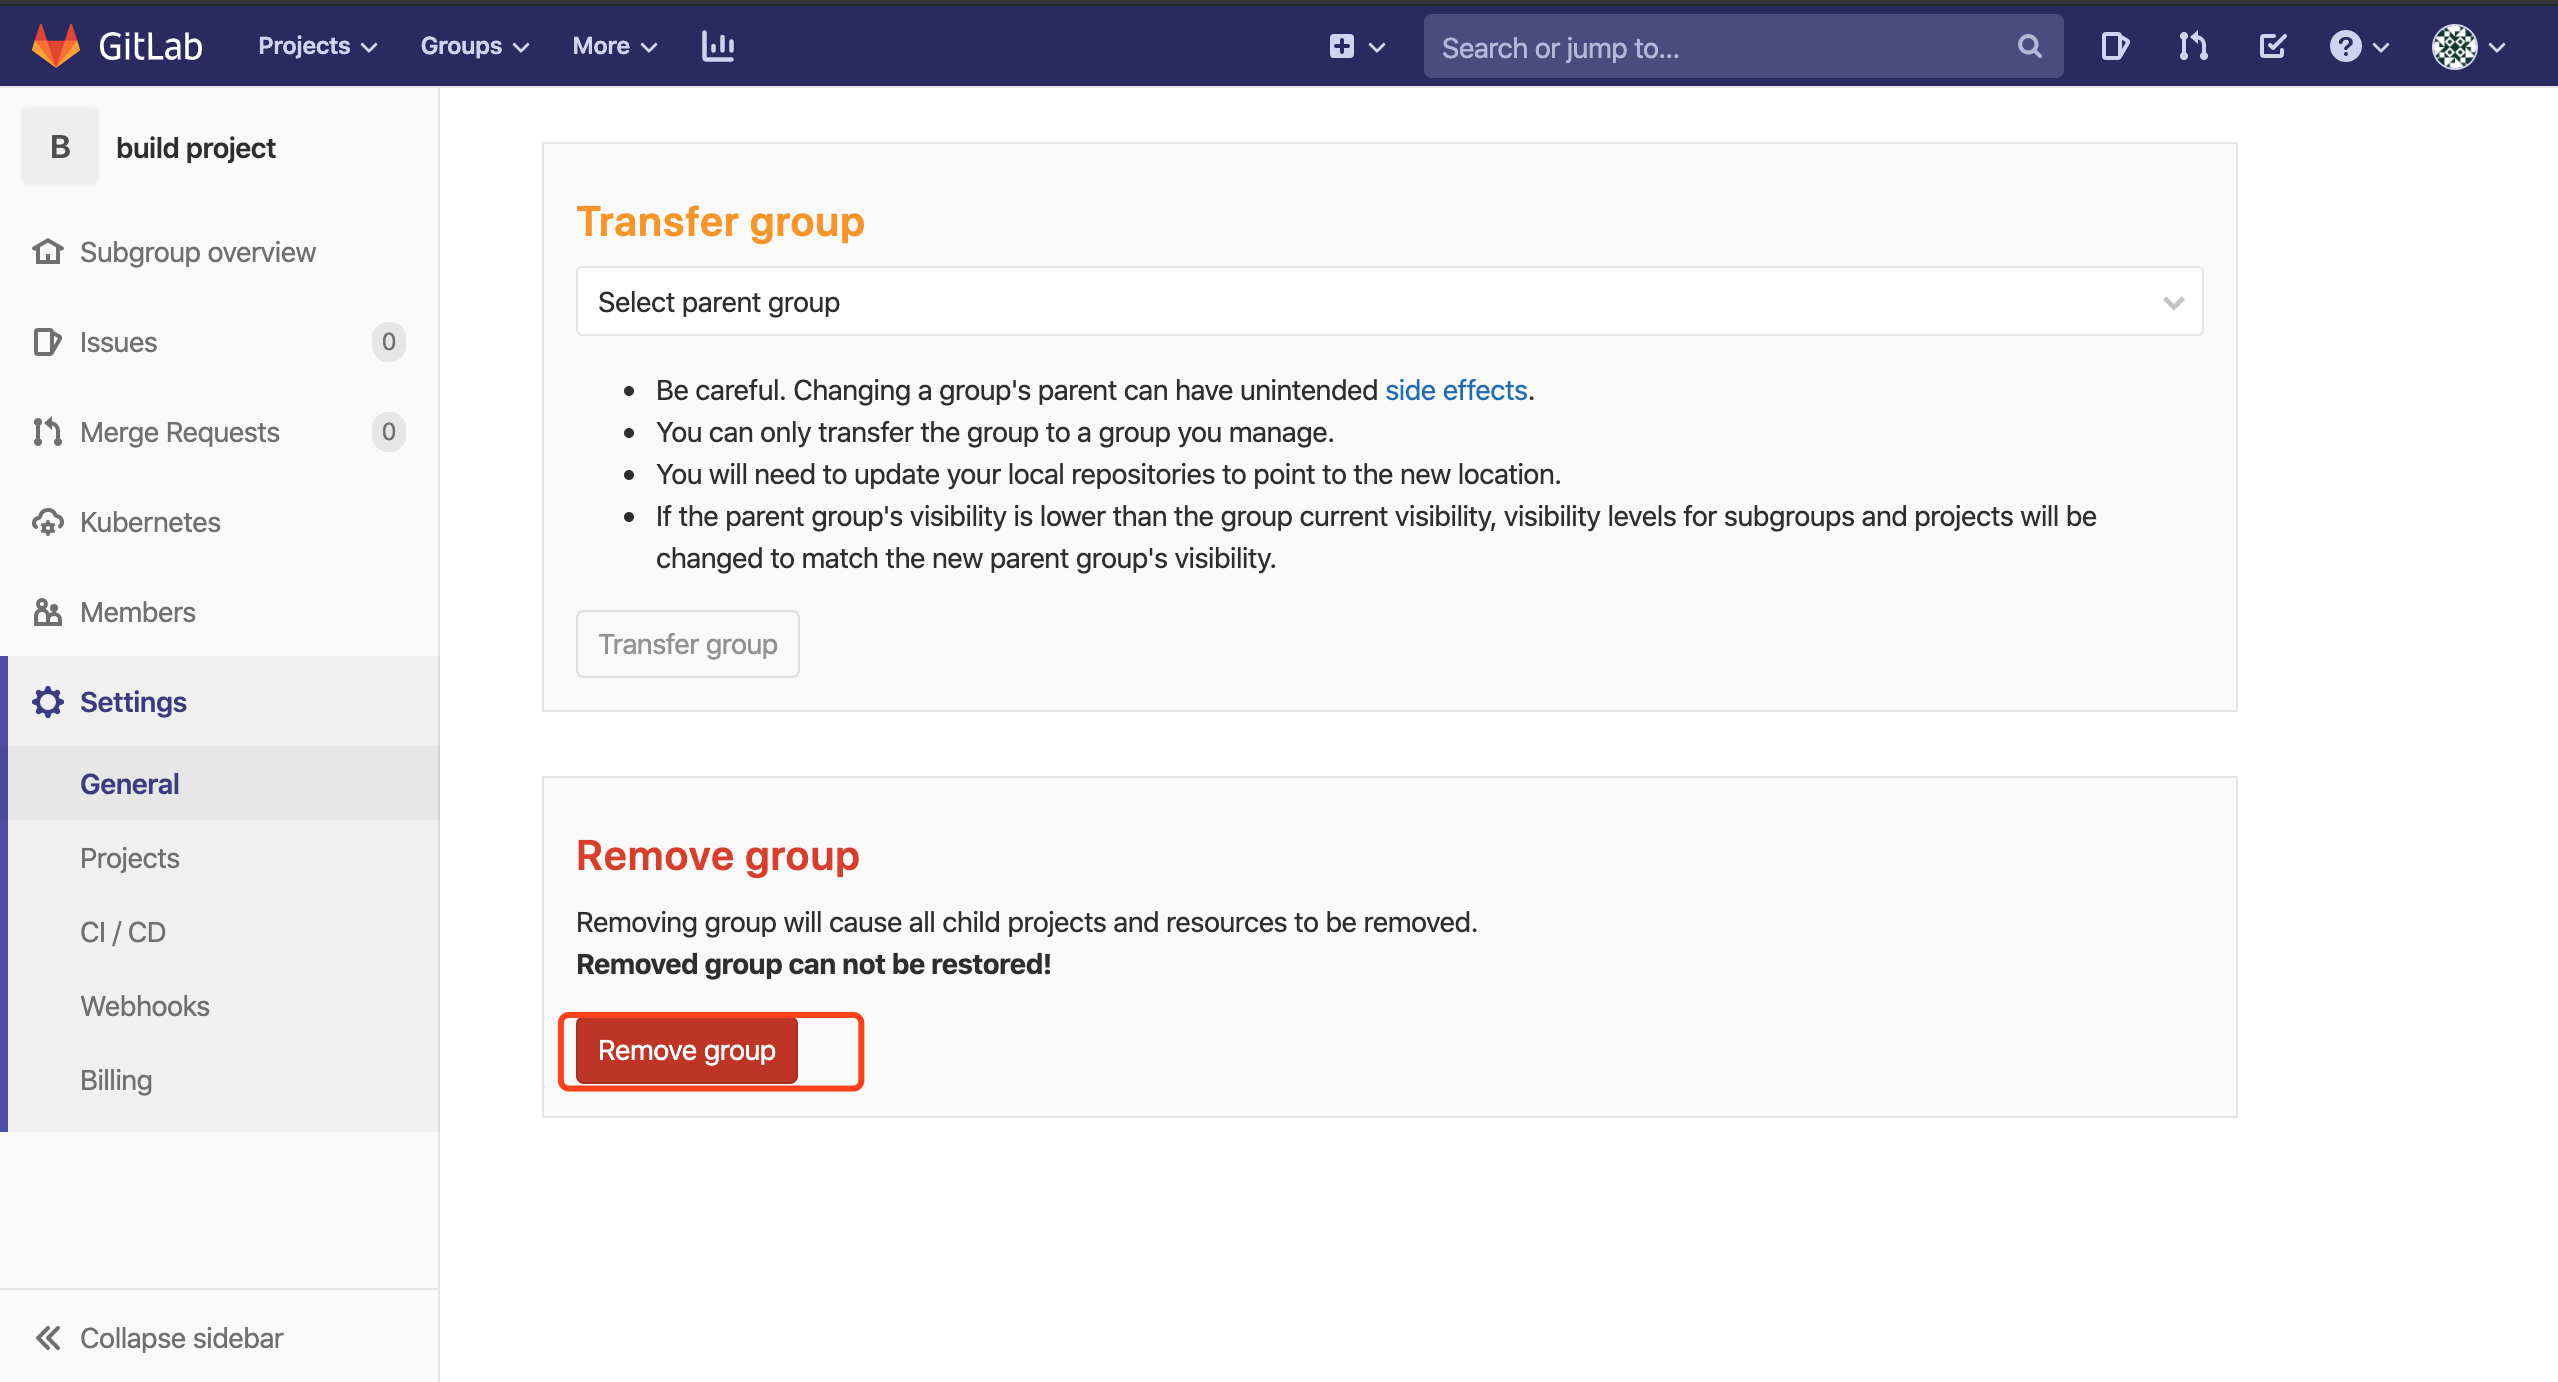 GitLab Projects Groups More Search or jump to...
B build project
Subgroup overview
Issues 0
Merge Requests 0
Kubernetes
Members
Settings
General
Projects
CI / CD
Webhooks
Billing
Collapse sidebar
Transfer group
Select parent group
Be careful. Changing a group's parent can have unintended side effects.
You can only transfer the group to a group you manage.
You will need to update your local repositories to point to the new location.
If the parent group's visibility is lower than the group current visibility, visibility levels for subgroups and projects will be
changed to match the new parent group's visibility.
Transfer group
Remove group
Removing group will cause all child projects and resources to be removed.
Removed group can not be restored!
Remove group